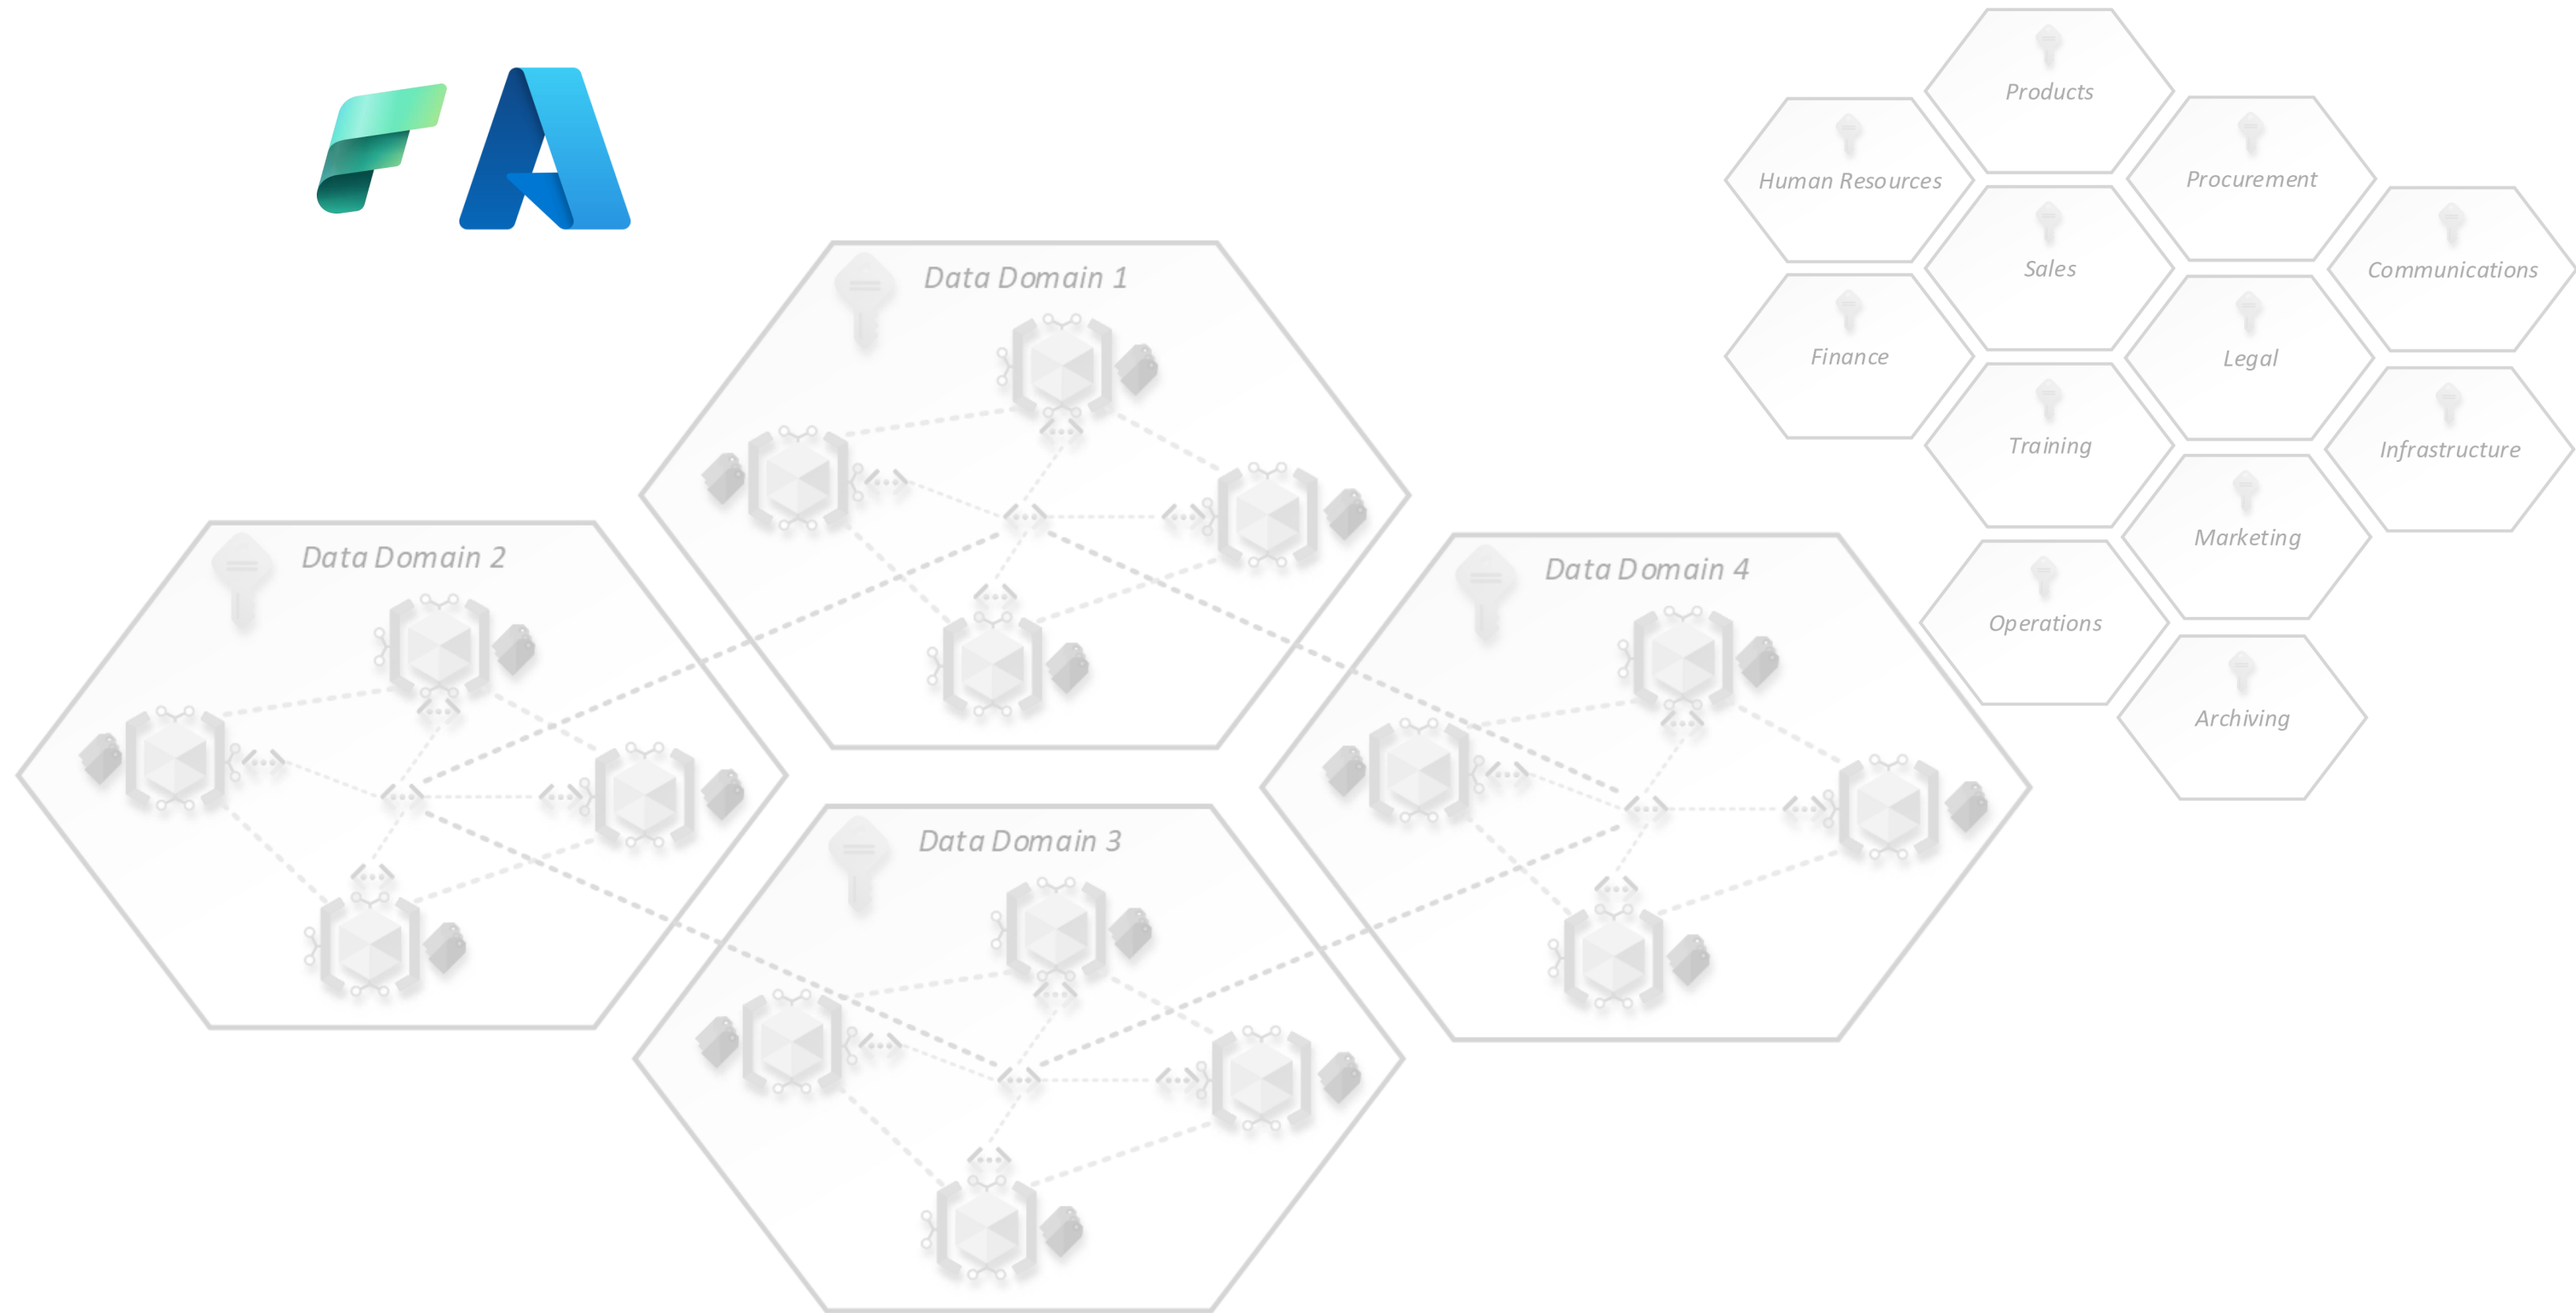 Products
Human Resources
Procurement
Sales
Communications
Finance
Legal
Training
Infrastructure
Marketing
Operations
Archiving
Data Domain 1
Data Domain 2
Data Domain 4
Data Domain 3